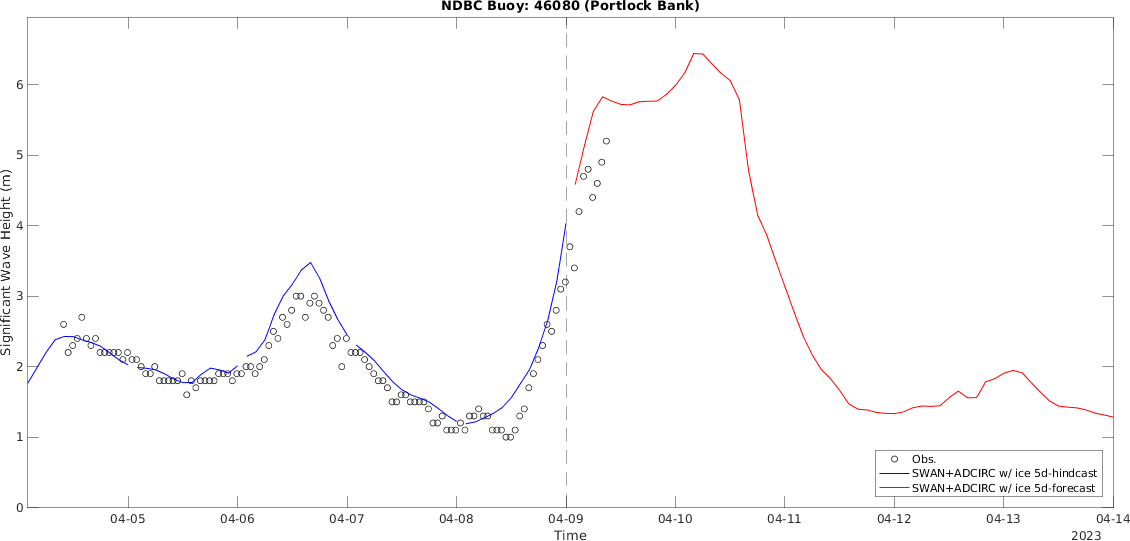 NDBC Buoy: 46080 (Portlock Bank)
Significant Wave Height (m)
6
5
4
3
2
1
0
Obs.
SWAN+ADCIRC w/ ice 5d-hindcast
SWAN+ADCIRC w/ ice 5d-forecast
04-05 04-06 04-07 04-08 04-09 04-10 04-11 04-12 04-13 04-14
Time
2023